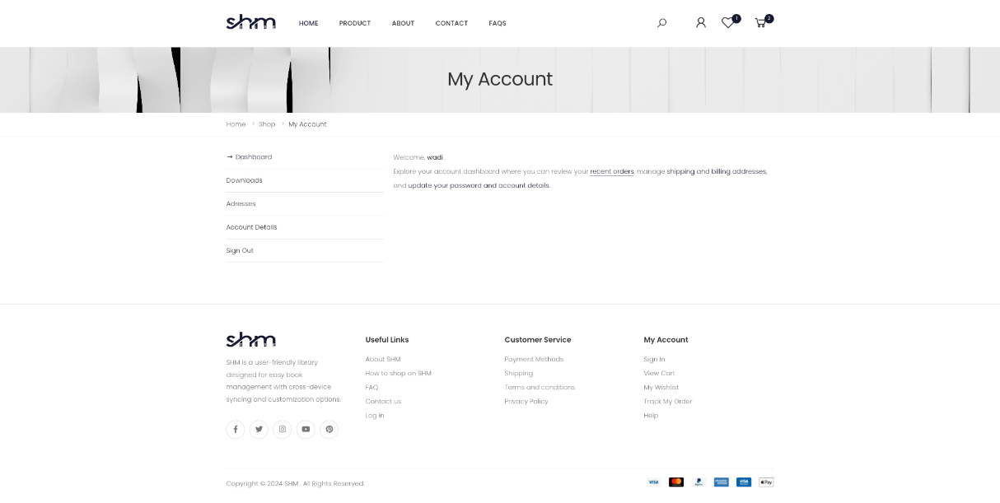 shm
HOME
PRODUCT
ABOUT
CONTACT
FAQS
1
2
My Account
Home
Shop
My Account
→ Dashboard
Downloads
Adresses
Account Details
Sign Out
Welcome, wadi .
Explore your account dashboard where you can review your recent orders, manage shipping and billing addresses,
and update your password and account details.
shm
SHM is a user-friendly library
designed for easy book
management with cross-device
syncing and customization options.
Useful Links
About SHM
How to shop on SHM
FAQ
Contact us
Log in
Customer Service
Payment Methods
Shipping
Terms and conditions
Privacy Policy
My Account
Sign In
View Cart
My Wishlist
Track My Order
Help
Copyright © 2024 SHM . All Rights Reserved.
VISA
PayPal
VISA
Pay